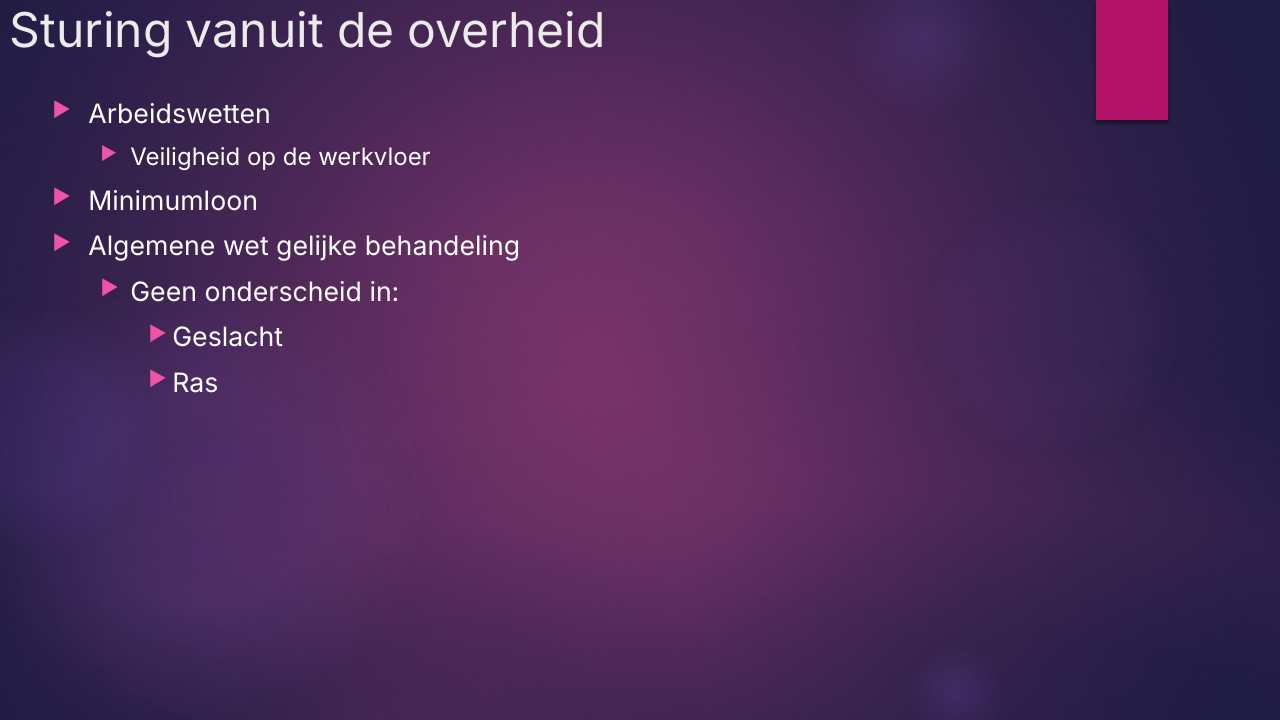 Sturing vanuit de overheid
Arbeidswetten
Veiligheid op de werkvloer
Minimumloon
Algemene wet gelijke behandeling
Geen onderscheid in:
Geslacht
Ras